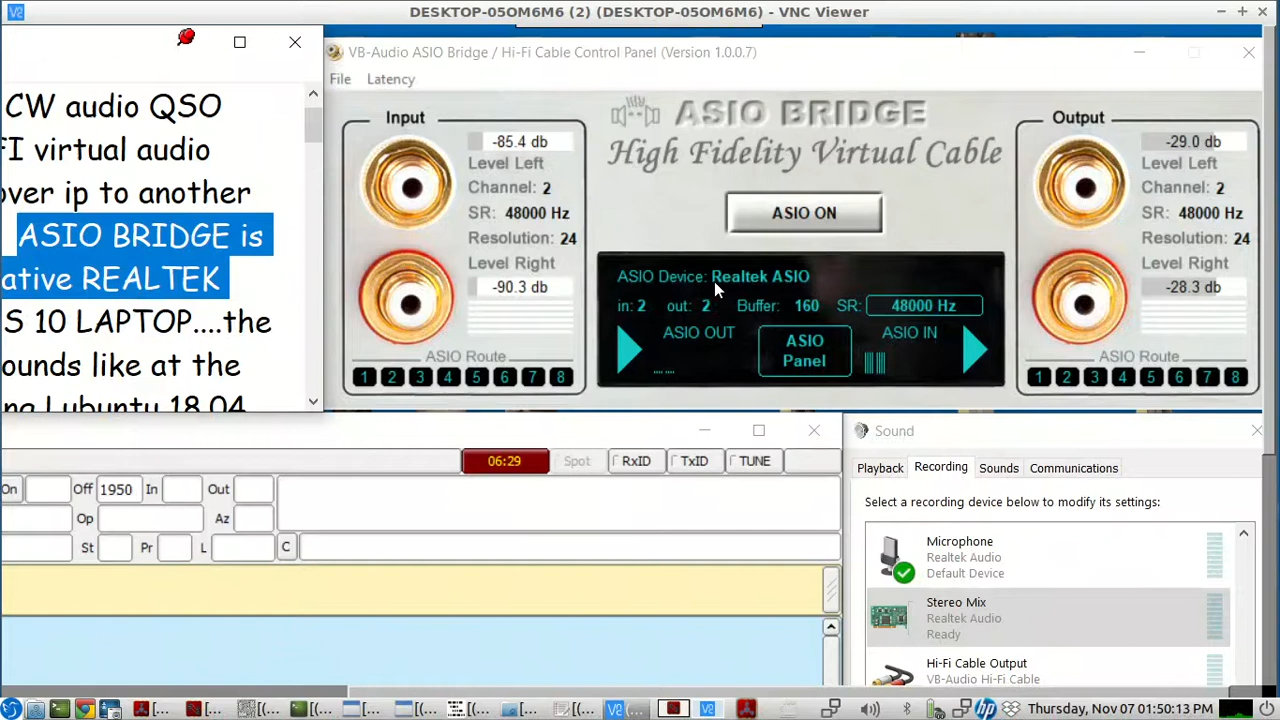 DESKTOP-05OM6M6 (2) (DESKTOP-05OM6M6) - VNC Viewer
CW audio QSO
FI virtual audio
over ip to another
ASIO BRIDGE is
ative REALTEK
S 10 LAPTOP....the
ounds like at the
ng Lubuntu 18.04
VB-Audio ASIO Bridge / Hi-Fi Cable Control Panel (Version 1.0.0.7)
File Latency
ASIO BRIDGE
High Fidelity Virtual Cable
Input
-85.4 db
Level Left
Channel: 2
SR: 48000 Hz
Resolution: 24
Level Right
-90.3 db
ASIO Route
1 2 3 4 5 6 7 8
ASIO ON
ASIO Device: Realtek ASIO
in: 2 out: 2 Buffer: 160 SR: 48000 Hz
ASIO OUT
ASIO Panel
ASIO IN
Output
-29.0 db
Level Left
Channel: 2
SR: 48000 Hz
Resolution: 24
Level Right
-28.3 db
ASIO Route
1 2 3 4 5 6 7 8
06:29 Spot RxID TxID TUNE
On Off 1950 In Out
Op Az
St Pr L C
Sound
Playback Recording Sounds Communications
Select a recording device below to modify its settings:
Microphone
Realtek Audio
Default Device
Stereo Mix
Realtek Audio
Ready
Hi-Fi Cable Output
VB-Audio Hi-Fi Cable
[(... [(... [(... [(... [(... [(... [(... [(... [(... [(... (... hp Thursday, Nov 07 01:50:13 PM